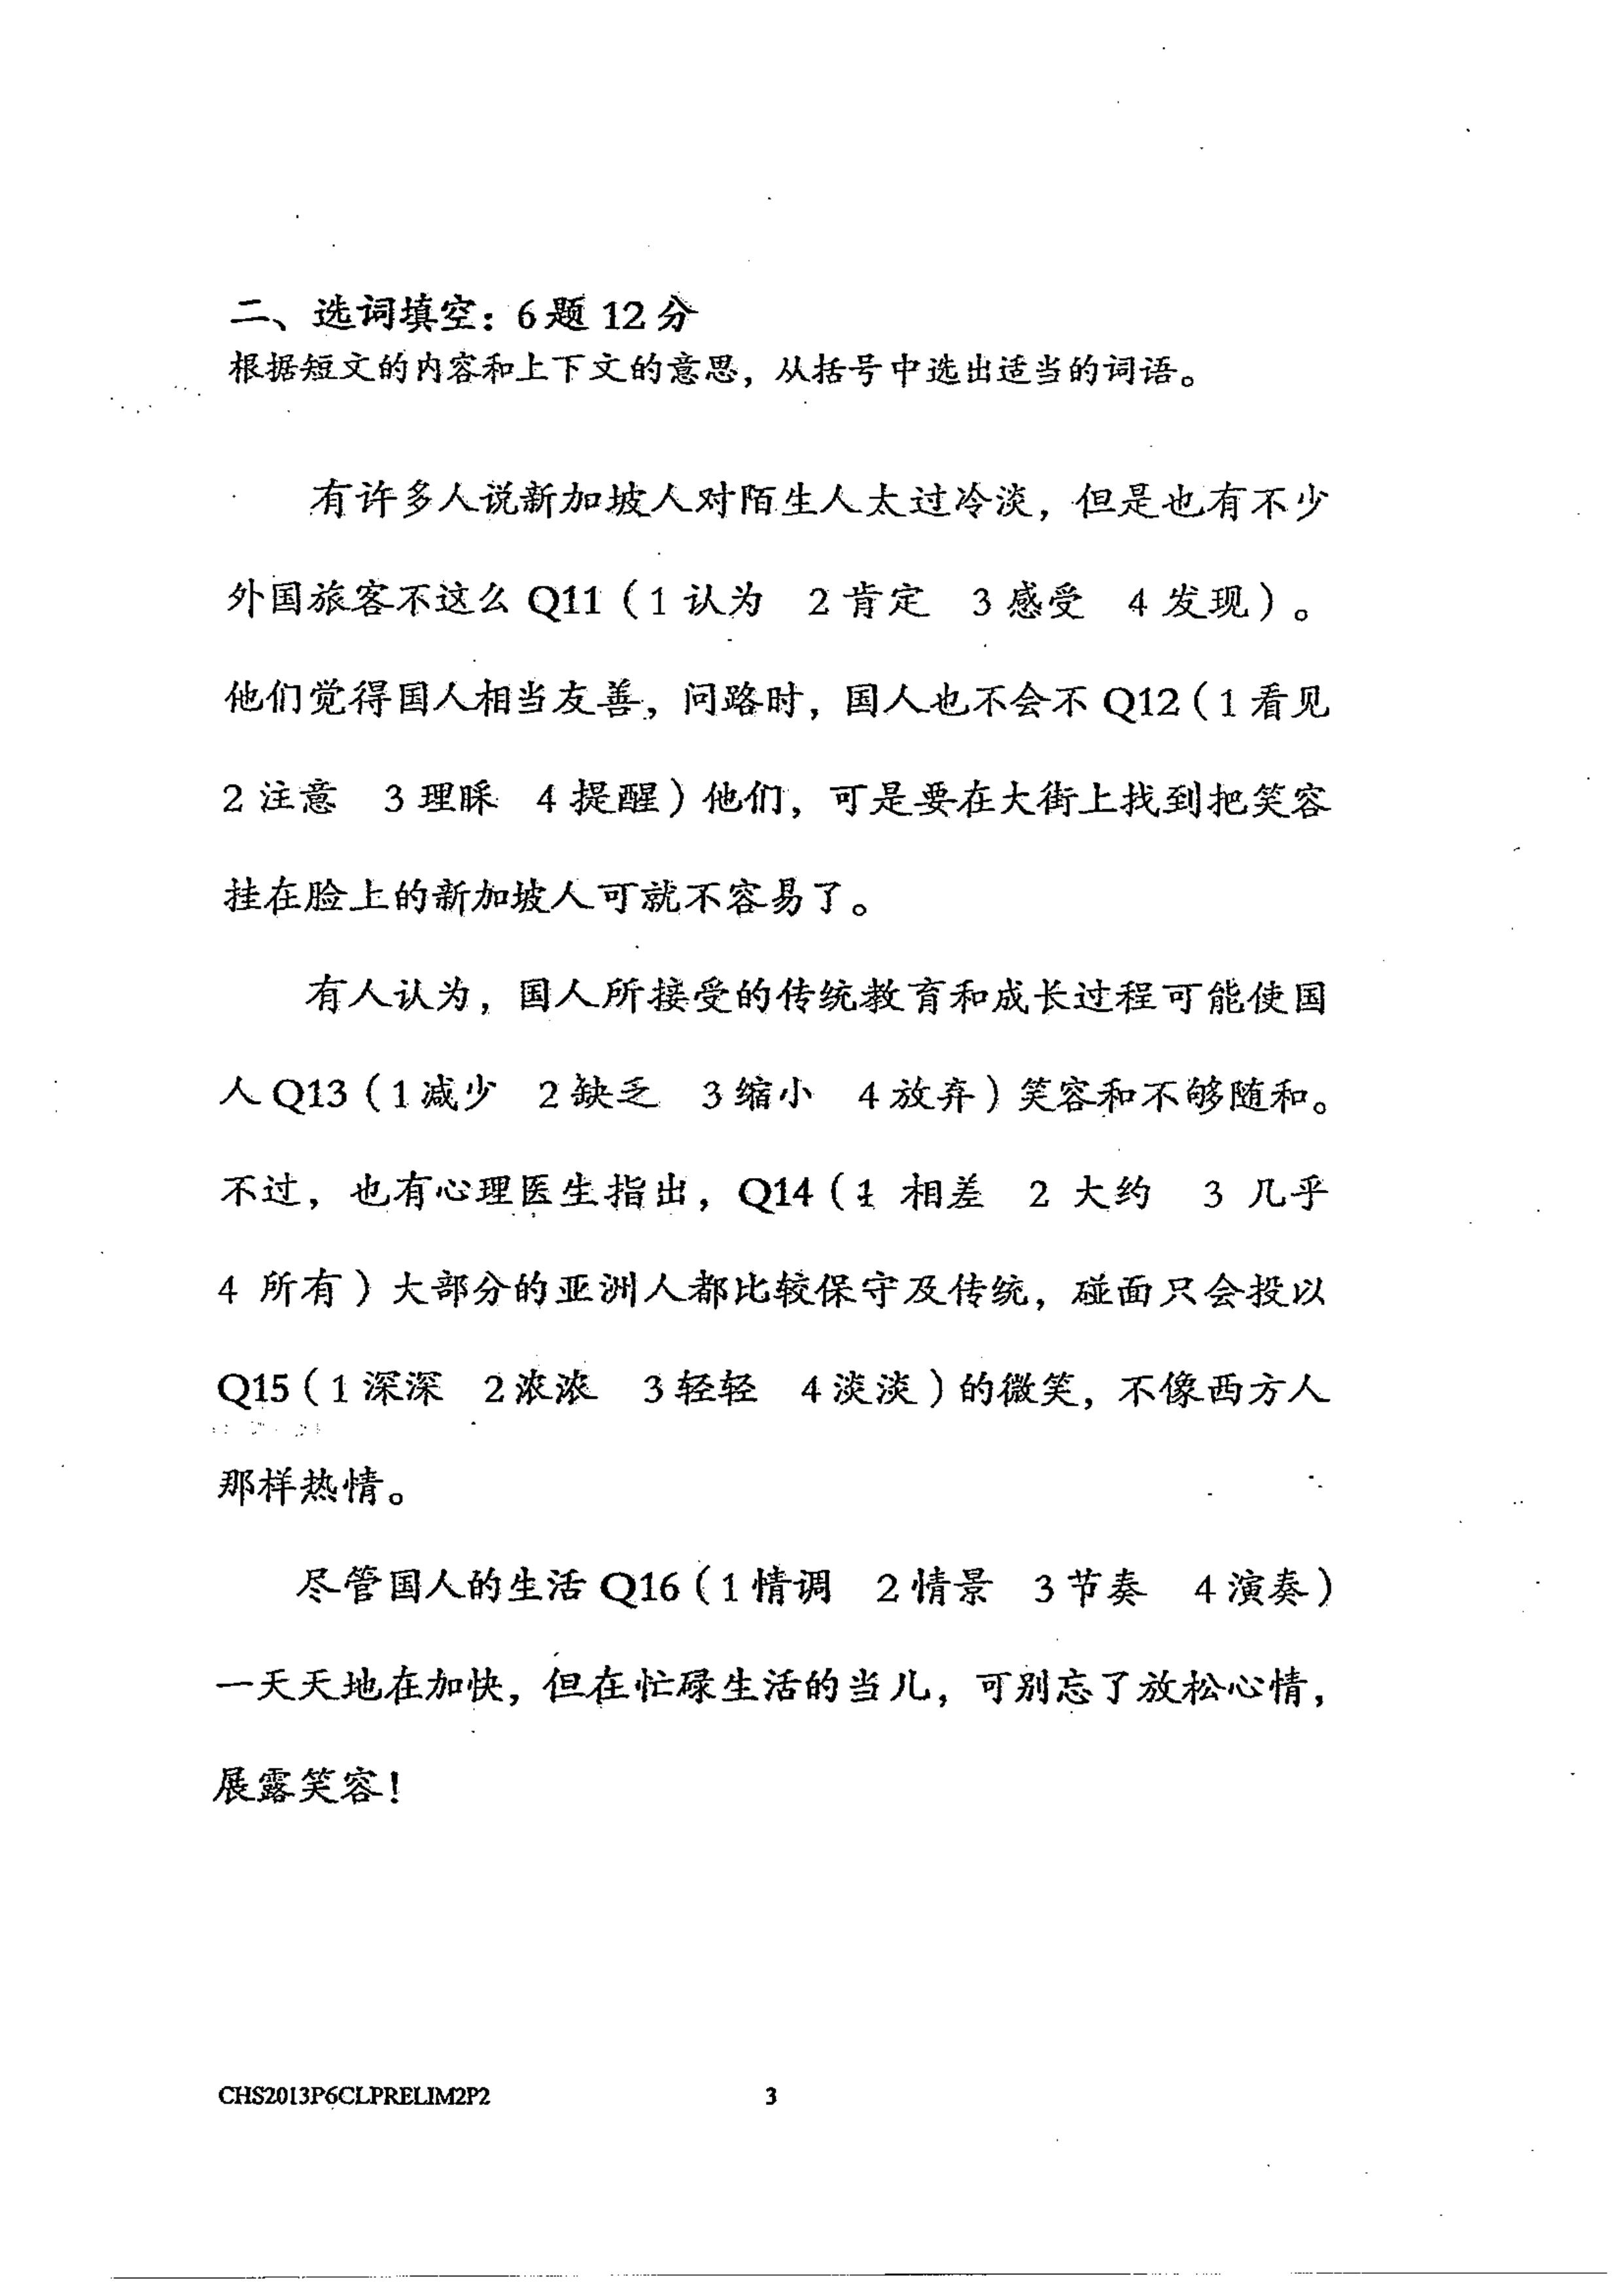 二、选词填空：6题 12分
根据短文的内容和上下文的意思，从括号中选出适当的词语。
有许多人说新加坡人对陌生人太过冷淡，但是也有不少
外国旅客不这么 Q11（1 认为 2 肯定 3 感受 4 发现）。
他们觉得国人相当友善，问路时，国人也不会不 Q12（1 看见
2 注意 3 理睬 4 提醒）他们，可是要在大街上找到把笑容
挂在脸上的新加坡人可就不容易了。
有人认为，国人所接受的传统教育和成长过程可能使国
人 Q13（1 减少 2 缺乏 3 缩小 4 放弃）笑容和不够随和。
不过，也有心理医生指出，Q14（1 相差 2 大约 3 几乎
4 所有）大部分的亚洲人都比较保守及传统，碰面只会投以
Q15（1 深深 2 浓浓 3 轻轻 4 淡淡）的微笑，不像西方人
那样热情。
尽管国人的生活 Q16（1 情调 2 情景 3 节奏 4 演奏）
一天天地在加快，但在忙碌生活的当儿，可别忘了放松心情，
展露笑容！
CHS2013P6CLPRELIM2P2 3